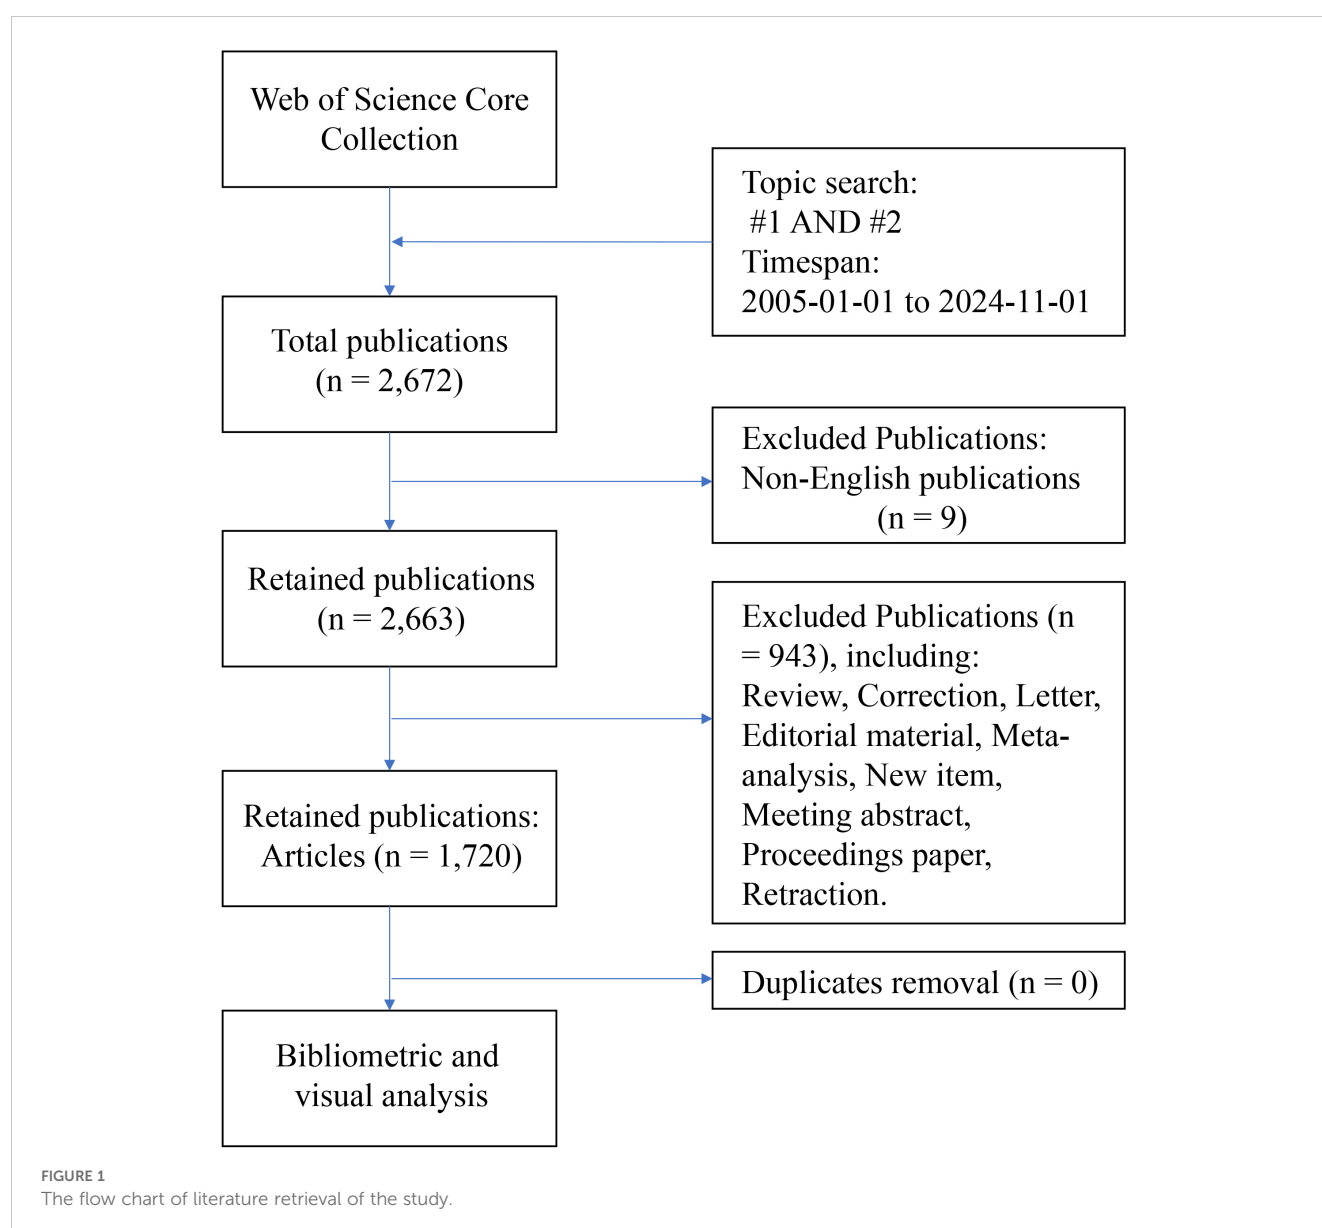 Web of Science Core
Collection
Topic search:
#1 AND #2
Timespan:
2005-01-01 to 2024-11-01
Total publications
(n = 2,672)
Excluded Publications:
Non-English publications
(n = 9)
Retained publications
(n = 2,663)
Excluded Publications (n
= 943), including:
Review, Correction, Letter,
Editorial material, Meta-
analysis, New item,
Meeting abstract,
Proceedings paper,
Retraction.
Retained publications:
Articles (n = 1,720)
Duplicates removal (n = 0)
Bibliometric and
visual analysis
FIGURE 1
The flow chart of literature retrieval of the study.